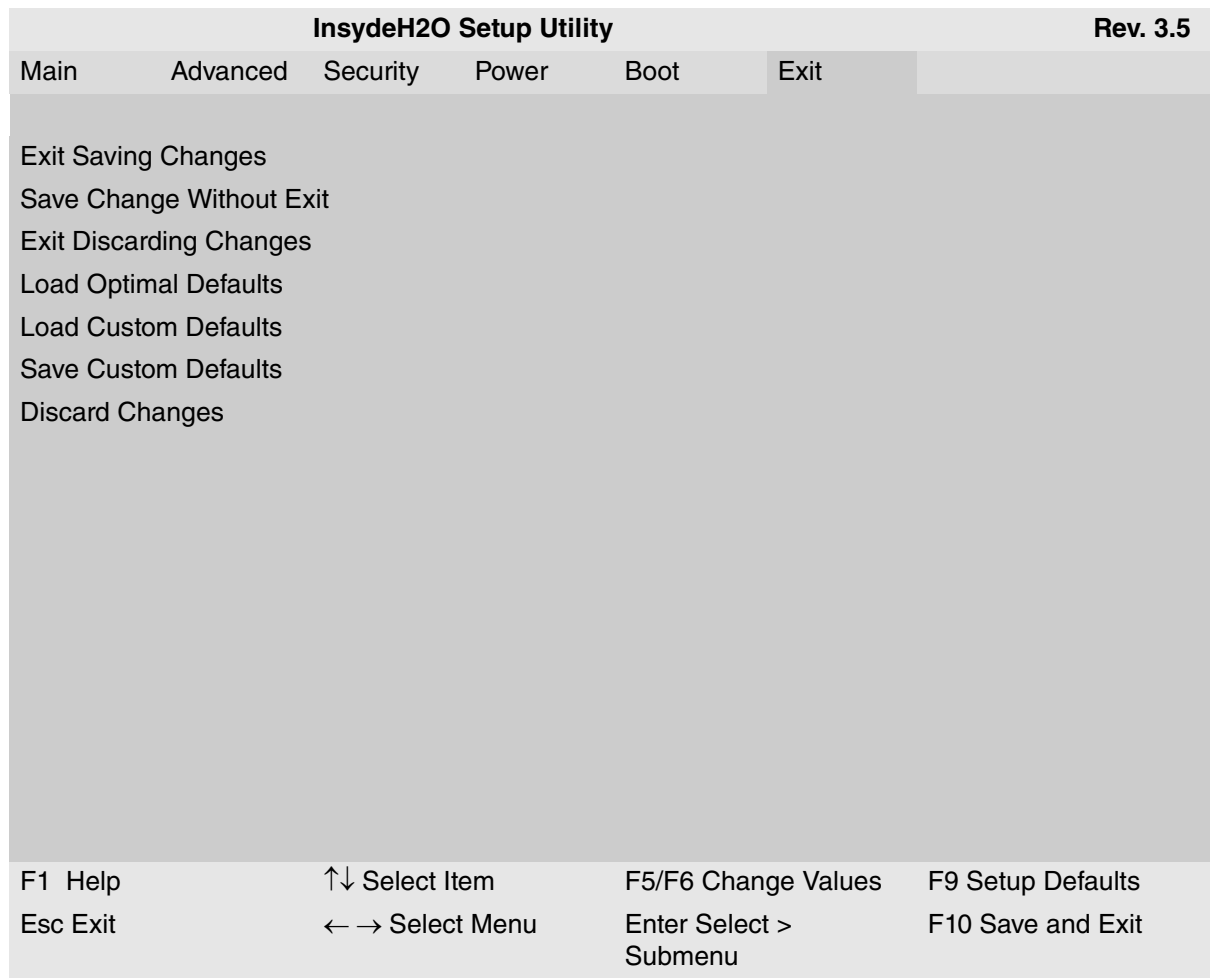 InsydeH2O Setup Utility Rev. 3.5
Main Advanced Security Power Boot Exit
Exit Saving Changes
Save Change Without Exit
Exit Discarding Changes
Load Optimal Defaults
Load Custom Defaults
Save Custom Defaults
Discard Changes
F1 Help ↑↓ Select Item F5/F6 Change Values F9 Setup Defaults
Esc Exit ← → Select Menu Enter Select > F10 Save and Exit
Submenu